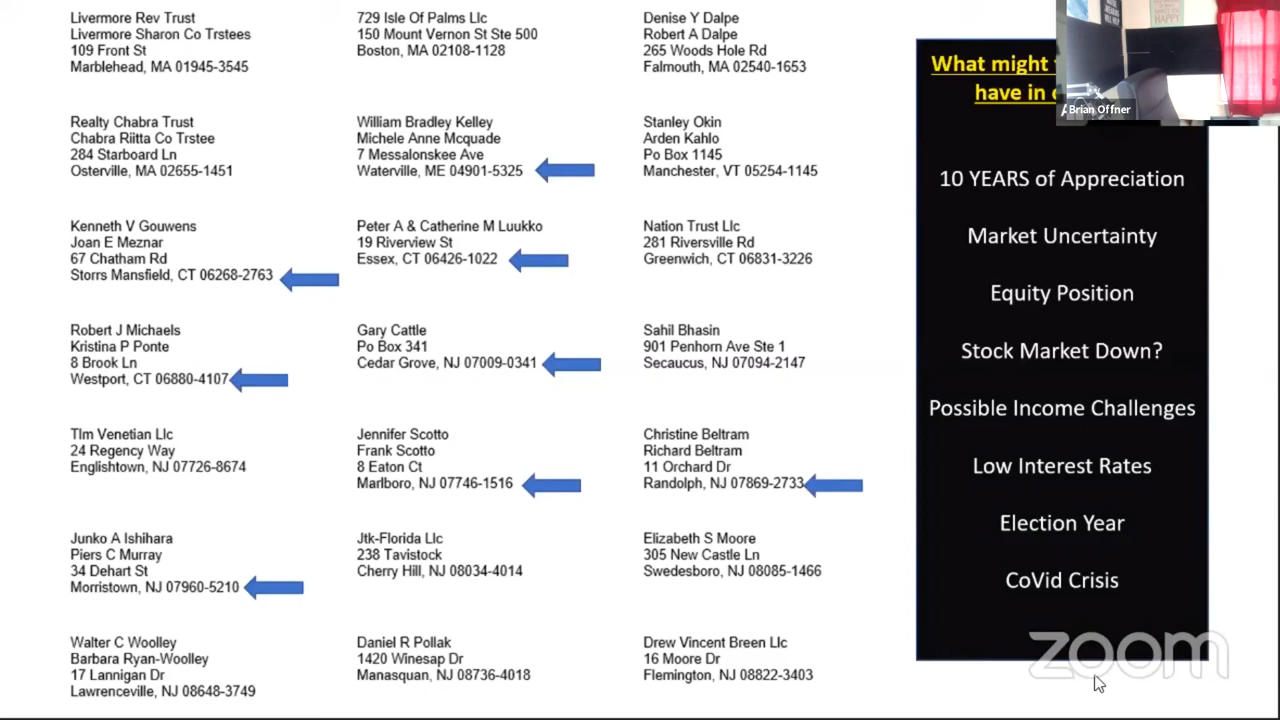 Livermore Rev Trust
Livermore Sharon Co Trstees
109 Front St
Marblehead, MA 01945-3545
729 Isle Of Palms Llc
150 Mount Vernon St Ste 500
Boston, MA 02108-1128
Denise Y Dalpe
Robert A Dalpe
265 Woods Hole Rd
Falmouth, MA 02540-1653
Realty Chabra Trust
Chabra Riitta Co Trstee
284 Starboard Ln
Osterville, MA 02655-1451
William Bradley Kelley
Michele Anne Mcquade
7 Messalonskee Ave
Waterville, ME 04901-5325
Stanley Okin
Arden Kahlo
Po Box 1145
Manchester, VT 05254-1145
Kenneth V Gouwens
Joan E Meznar
67 Chatham Rd
Storrs Mansfield, CT 06268-2763
Peter A & Catherine M Luukko
19 Riverview St
Essex, CT 06426-1022
Nation Trust Llc
281 Riversville Rd
Greenwich, CT 06831-3226
Robert J Michaels
Kristina P Ponte
8 Brook Ln
Westport, CT 06880-4107
Gary Cattle
Po Box 341
Cedar Grove, NJ 07009-0341
Sahil Bhasin
901 Penhorn Ave Ste 1
Secaucus, NJ 07094-2147
Tlm Venetian Llc
24 Regency Way
Englishtown, NJ 07726-8674
Jennifer Scotto
Frank Scotto
8 Eaton Ct
Marlboro, NJ 07746-1516
Christine Beltram
Richard Beltram
11 Orchard Dr
Randolph, NJ 07869-2733
Junko A Ishihara
Piers C Murray
34 Dehart St
Morristown, NJ 07960-5210
Jtk-Florida Llc
238 Tavistock
Cherry Hill, NJ 08034-4014
Elizabeth S Moore
305 New Castle Ln
Swedesboro, NJ 08085-1466
Walter C Woolley
Barbara Ryan-Woolley
17 Lannigan Dr
Lawrenceville, NJ 08648-3749
Daniel R Pollak
1420 Winesap Dr
Manasquan, NJ 08736-4018
Drew Vincent Breen Llc
16 Moore Dr
Flemington, NJ 08822-3403
What might
have in
10 YEARS of Appreciation
Market Uncertainty
Equity Position
Stock Market Down?
Possible Income Challenges
Low Interest Rates
Election Year
CoVid Crisis
Brian Offner
HAPPY
zoom